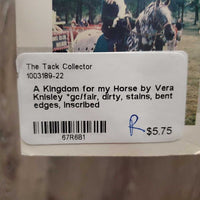 The Tack Collector
1003189-22
A Kingdom for my Horse by Vera
Knisley *gc/fair, dirty, stains, bent
edges, inscribed
67R6B1
R $5.75